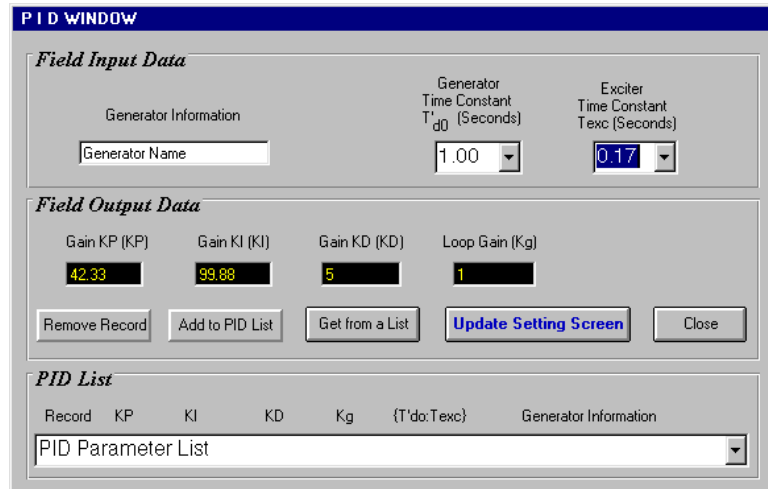 P I D WINDOW
Field Input Data
Generator Information
Generator Name
Generator
Time Constant
T'd0 (Seconds)
1.00
Exciter
Time Constant
Texc (Seconds)
0.17
Field Output Data
Gain KP (KP) Gain KI (KI) Gain KD (KD) Loop Gain (Kg)
42.33 99.88 5 1
Remove Record Add to PID List Get from a List Update Setting Screen Close
PID List
Record KP KI KD Kg {T'do:Texc} Generator Information
PID Parameter List